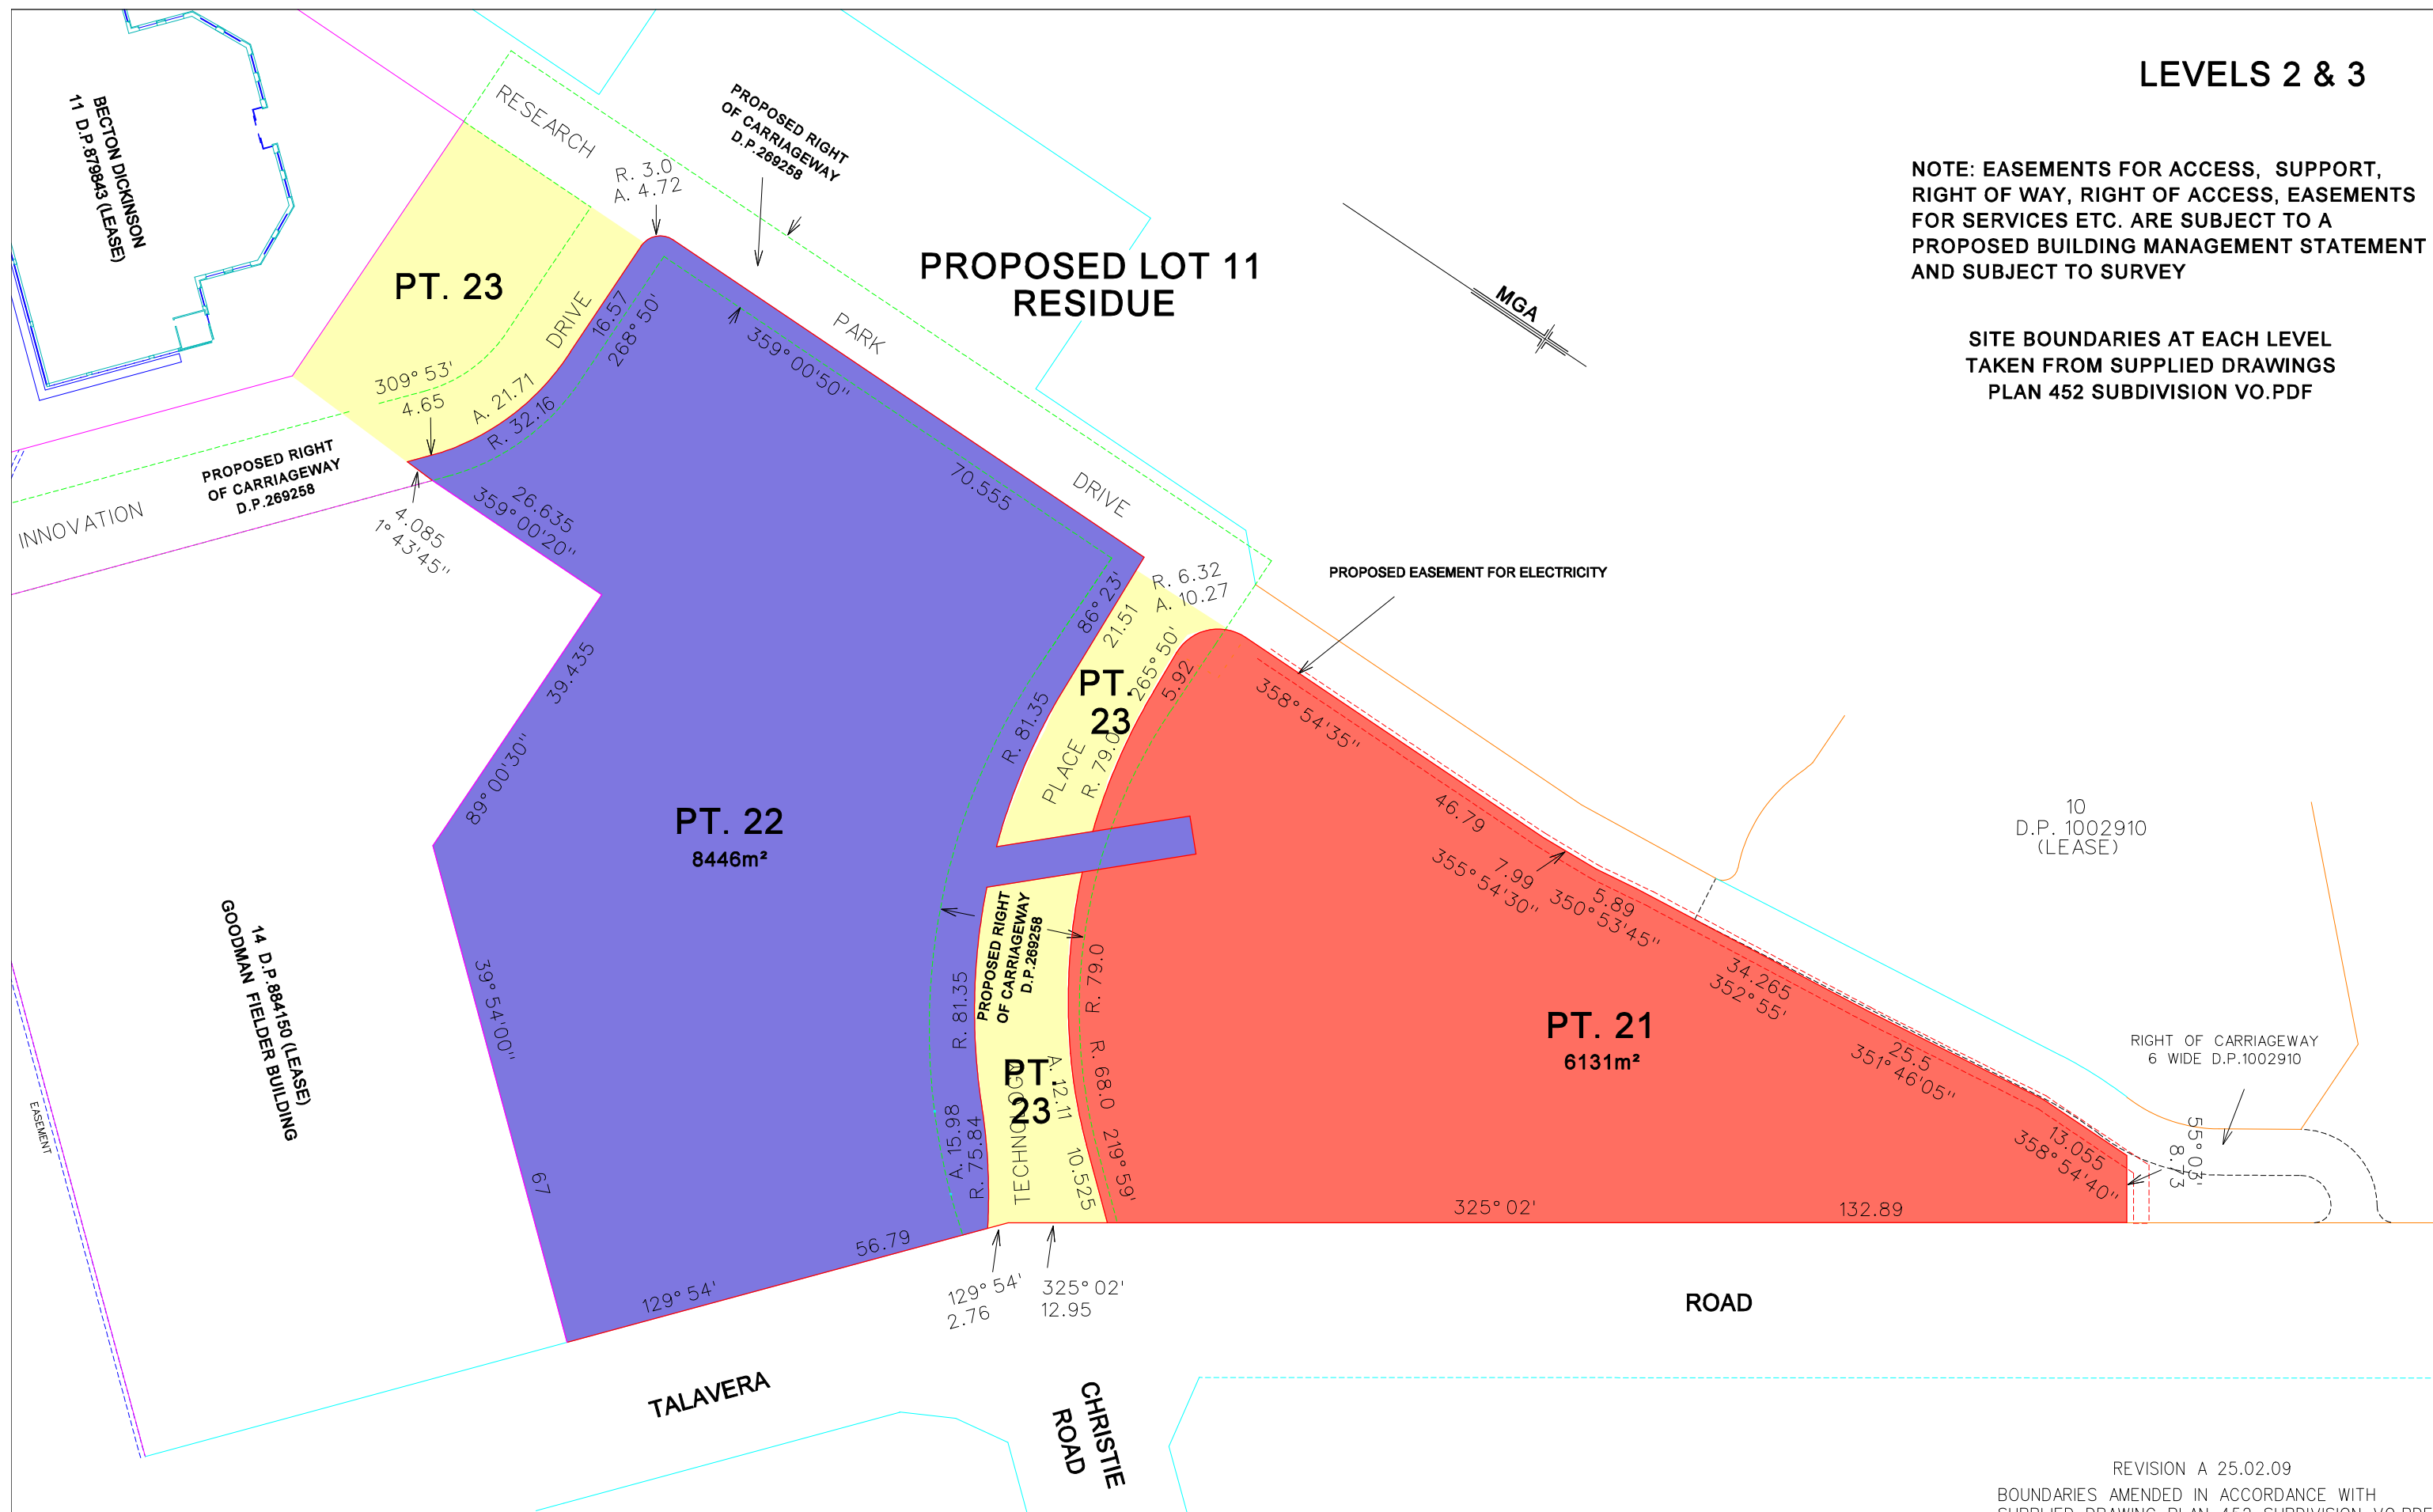 LEVELS 2 & 3
NOTE: EASEMENTS FOR ACCESS, SUPPORT,
RIGHT OF WAY, RIGHT OF ACCESS, EASEMENTS
FOR SERVICES ETC. ARE SUBJECT TO A
PROPOSED BUILDING MANAGEMENT STATEMENT
AND SUBJECT TO SURVEY
SITE BOUNDARIES AT EACH LEVEL
TAKEN FROM SUPPLIED DRAWINGS
PLAN 452 SUBDIVISION VO.PDF
BECTON DICKINSON
11 D.P.879843 (LEASE)
RESEARCH
PARK
DRIVE
PROPOSED RIGHT
OF CARRIAGEWAY
D.P.269258
R. 3.0
A. 4.72
PROPOSED LOT 11
RESIDUE
MGA
PT. 23
DRIVE
16.57
268° 50'
309° 53'
4.65
A. 21.71
R. 32.16
359° 00'50"
70.555
INNOVATION
PROPOSED RIGHT
OF CARRIAGEWAY
D.P.269258
4.085
1° 43'45"
26.635
359° 00'20"
39.435
89° 00'30"
PT. 22
8446m²
86° 23'
21.51
R. 6.32
A. 10.27
PROPOSED EASEMENT FOR ELECTRICITY
PT.
23
265° 50'
5.92
R. 81.35
PLACE
R. 79.0
358° 54'35"
46.79
7.99
355° 54'30"
5.89
350° 53'45"
34.265
352° 55'
25.5
351° 46'05"
13.055
358° 54'40"
55° 03'
8.73
10
D.P. 1002910
(LEASE)
RIGHT OF CARRIAGEWAY
6 WIDE D.P.1002910
PROPOSED RIGHT
OF CARRIAGEWAY
D.P.269258
R. 81.35
R. 79.0
R. 68.0
219° 59'
A. 12.11
10.525
PT.
23
TECHNOLOGY
A. 15.98
R. 75.84
PT. 21
6131m²
325° 02'
132.89
14 D.P.884150 (LEASE)
GOODMAN FIELDER BUILDING
EASEMENT
39° 54'00"
67
56.79
129° 54'
129° 54'
2.76
325° 02'
12.95
ROAD
TALAVERA
CHRISTIE
ROAD
REVISION A 25.02.09
BOUNDARIES AMENDED IN ACCORDANCE WITH
SUPPLIED DRAWING PLAN 452 SUBDIVISION VO.PDF